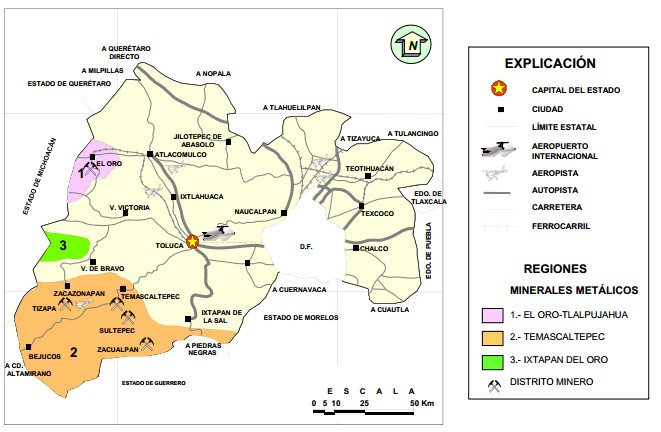 N
A QUERÉTARO
DIRECTO
A MILPILLAS
A NOPALA
ESTADO DE QUERÉTARO
A TLAHUELILPAN
A TIZAYUCA
A TULANCINGO
JILOTEPEC DE
ABASOLO
ESTADO DE MICHOACÁN
EL ORO
1
ATLACOMULCO
TEOTIHUACÁN
IXTLAHUACA
EDO. DE
TLAXCALA
V. VICTORIA
NAUCALPAN
TEXCOCO
3
TOLUCA
D.F.
CHALCO
EDO. DE PUEBLA
V. DE BRAVO
A CUERNAVACA
ZACAZONAPAN
TEMASCALTEPEC
TIZAPA
A CUAUTLA
IXTAPAN DE
LA SAL
ESTADO DE MORELOS
SULTEPEC
ZACUALPAN
A PIEDRAS
NEGRAS
BEJUCOS
2
A CD.
ALTAMIRANO
ESTADO DE GUERRERO
E S C A L A
0 5 10 25 50 Km
EXPLICACIÓN
CAPITAL DEL ESTADO
CIUDAD
LÍMITE ESTATAL
AEROPUERTO
INTERNACIONAL
AEROPISTA
AUTOPISTA
CARRETERA
FERROCARRIL
REGIONES
MINERALES METÁLICOS
1.- EL ORO-TLALPUJAHUA
2.- TEMASCALTEPEC
3.- IXTAPAN DEL ORO
DISTRITO MINERO